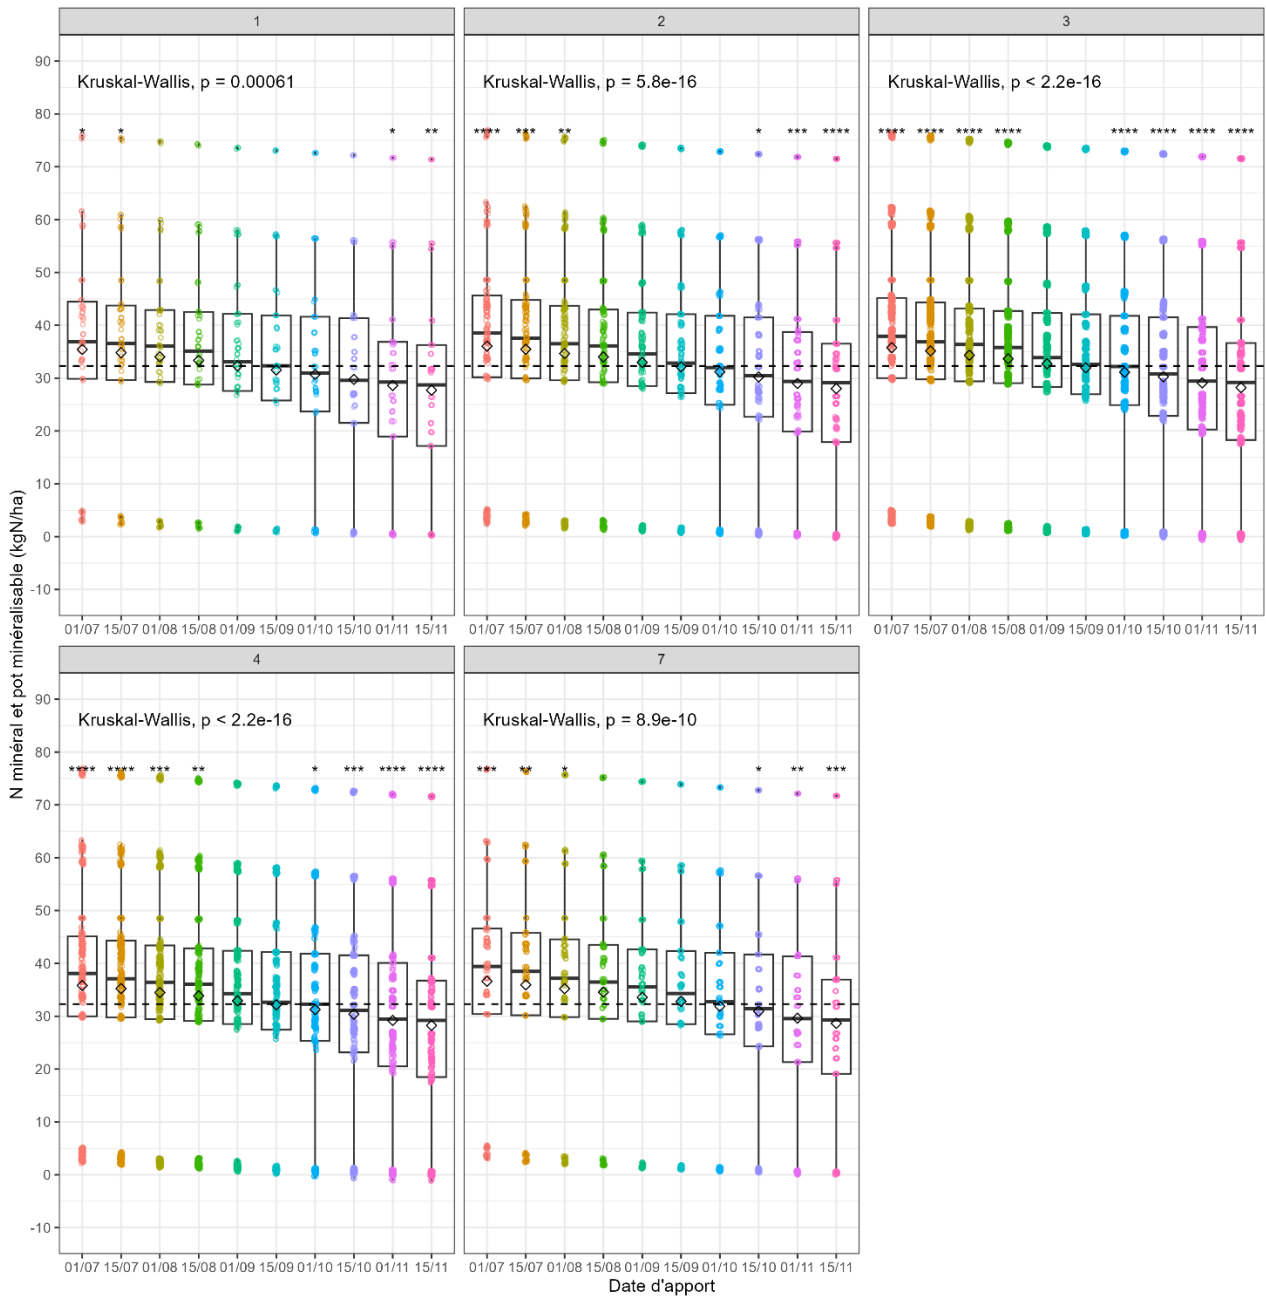 1 2 3
Kruskal-Wallis, p = 0.00061 Kruskal-Wallis, p = 5.8e-16 Kruskal-Wallis, p < 2.2e-16
* * * ** **** *** ** * *** **** **** **** **** **** **** **** **** ****
90
80
70
60
50
40
30
20
10
0
-10
01/07 15/07 01/08 15/08 01/09 15/09 01/10 15/10 01/11 15/11 01/07 15/07 01/08 15/08 01/09 15/09 01/10 15/10 01/11 15/11 01/07 15/07 01/08 15/08 01/09 15/09 01/10 15/10 01/11 15/11
N minéral et pot minéralisable (kgN/ha)
4 7
Kruskal-Wallis, p < 2.2e-16 Kruskal-Wallis, p = 8.9e-10
**** **** *** ** * *** **** **** *** ** * * ** ***
90
80
70
60
50
40
30
20
10
0
-10
01/07 15/07 01/08 15/08 01/09 15/09 01/10 15/10 01/11 15/11 01/07 15/07 01/08 15/08 01/09 15/09 01/10 15/10 01/11 15/11
Date d'apport